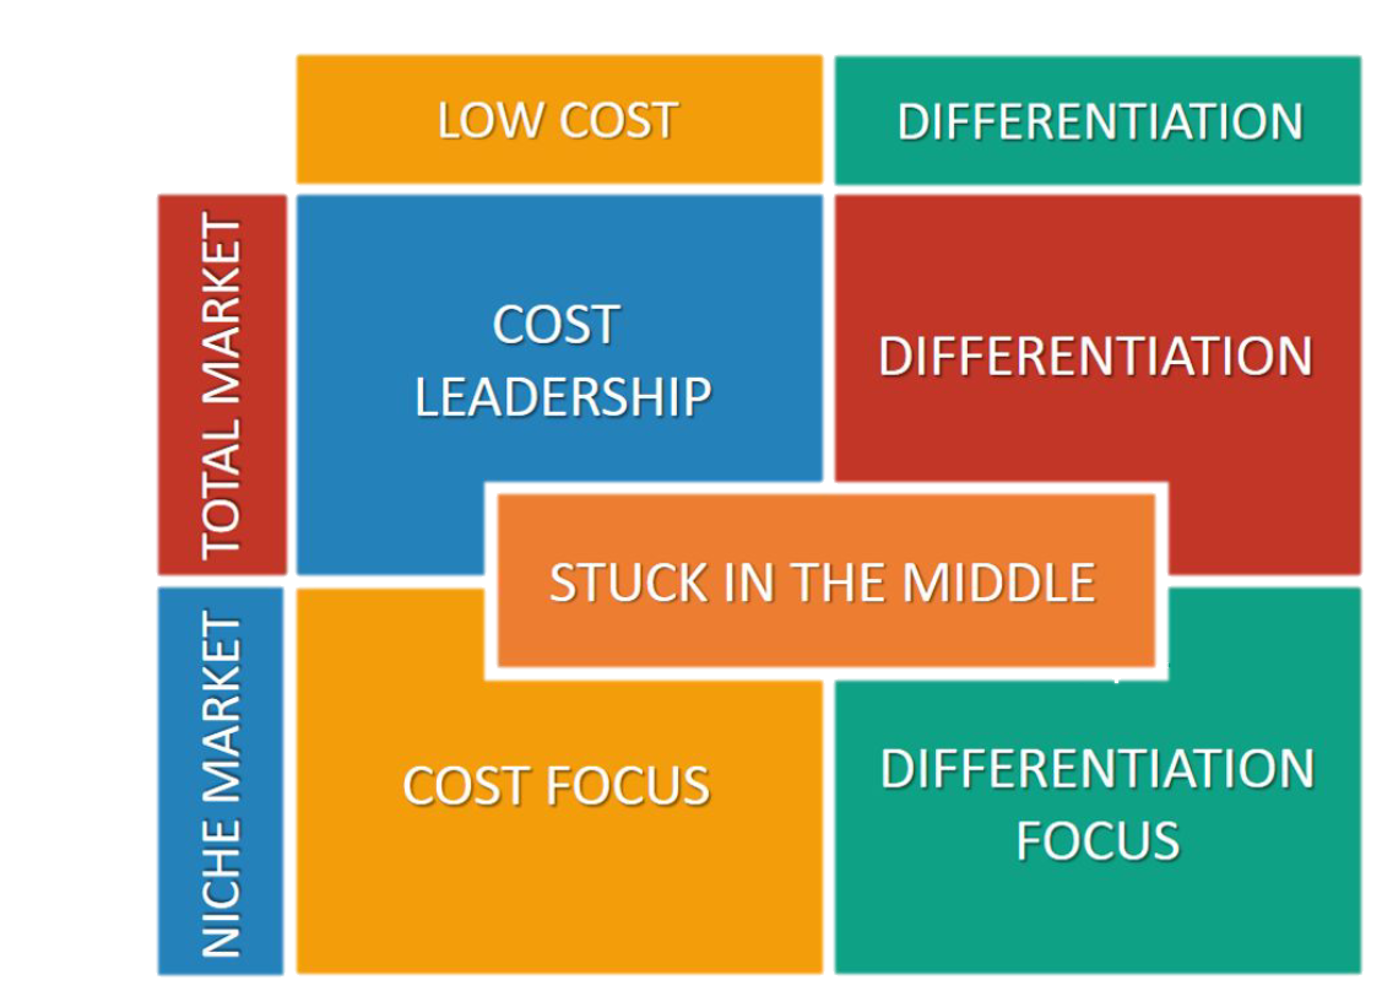 LOW COST
DIFFERENTIATION
TOTAL MARKET
COST
LEADERSHIP
DIFFERENTIATION
STUCK IN THE MIDDLE
NICHE MARKET
COST FOCUS
DIFFERENTIATION
FOCUS